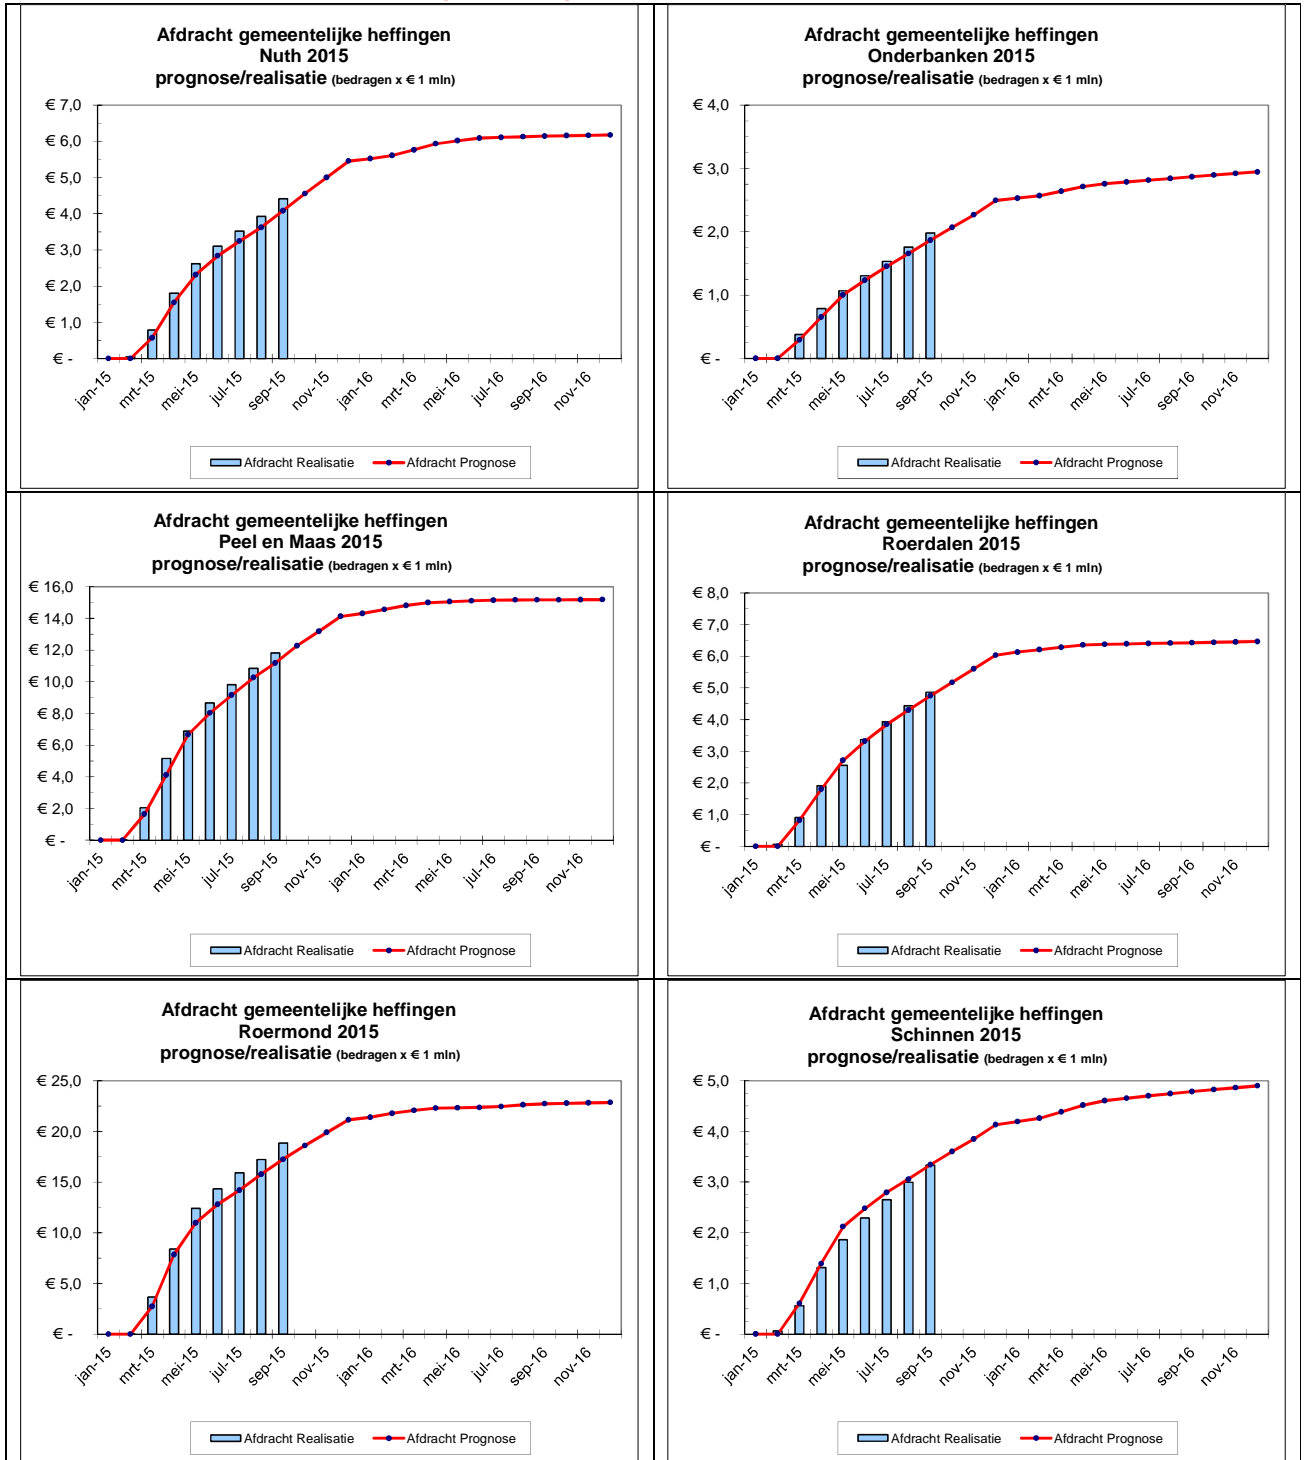 Afdracht gemeentelijke heffingen
Nuth 2015
prognose/realisatie (bedragen x € 1 mln)
€ 7,0
€ 6,0
€ 5,0
€ 4,0
€ 3,0
€ 2,0
€ 1,0
€ -
jan-15 mrt-15 mei-15 jul-15 sep-15 nov-15 jan-16 mrt-16 mei-16 jul-16 sep-16 nov-16
Afdracht Realisatie Afdracht Prognose
Afdracht gemeentelijke heffingen
Onderbanken 2015
prognose/realisatie (bedragen x € 1 mln)
€ 4,0
€ 3,0
€ 2,0
€ 1,0
€ -
jan-15 mrt-15 mei-15 jul-15 sep-15 nov-15 jan-16 mrt-16 mei-16 jul-16 sep-16 nov-16
Afdracht Realisatie Afdracht Prognose
Afdracht gemeentelijke heffingen
Peel en Maas 2015
prognose/realisatie (bedragen x € 1 mln)
€ 16,0
€ 14,0
€ 12,0
€ 10,0
€ 8,0
€ 6,0
€ 4,0
€ 2,0
€ -
jan-15 mrt-15 mei-15 jul-15 sep-15 nov-15 jan-16 mrt-16 mei-16 jul-16 sep-16 nov-16
Afdracht Realisatie Afdracht Prognose
Afdracht gemeentelijke heffingen
Roerdalen 2015
prognose/realisatie (bedragen x € 1 mln)
€ 8,0
€ 7,0
€ 6,0
€ 5,0
€ 4,0
€ 3,0
€ 2,0
€ 1,0
€ -
jan-15 mrt-15 mei-15 jul-15 sep-15 nov-15 jan-16 mrt-16 mei-16 jul-16 sep-16 nov-16
Afdracht Realisatie Afdracht Prognose
Afdracht gemeentelijke heffingen
Roermond 2015
prognose/realisatie (bedragen x € 1 mln)
€ 25,0
€ 20,0
€ 15,0
€ 10,0
€ 5,0
€ -
jan-15 mrt-15 mei-15 jul-15 sep-15 nov-15 jan-16 mrt-16 mei-16 jul-16 sep-16 nov-16
Afdracht Realisatie Afdracht Prognose
Afdracht gemeentelijke heffingen
Schinnen 2015
prognose/realisatie (bedragen x € 1 mln)
€ 5,0
€ 4,0
€ 3,0
€ 2,0
€ 1,0
€ -
jan-15 mrt-15 mei-15 jul-15 sep-15 nov-15 jan-16 mrt-16 mei-16 jul-16 sep-16 nov-16
Afdracht Realisatie Afdracht Prognose